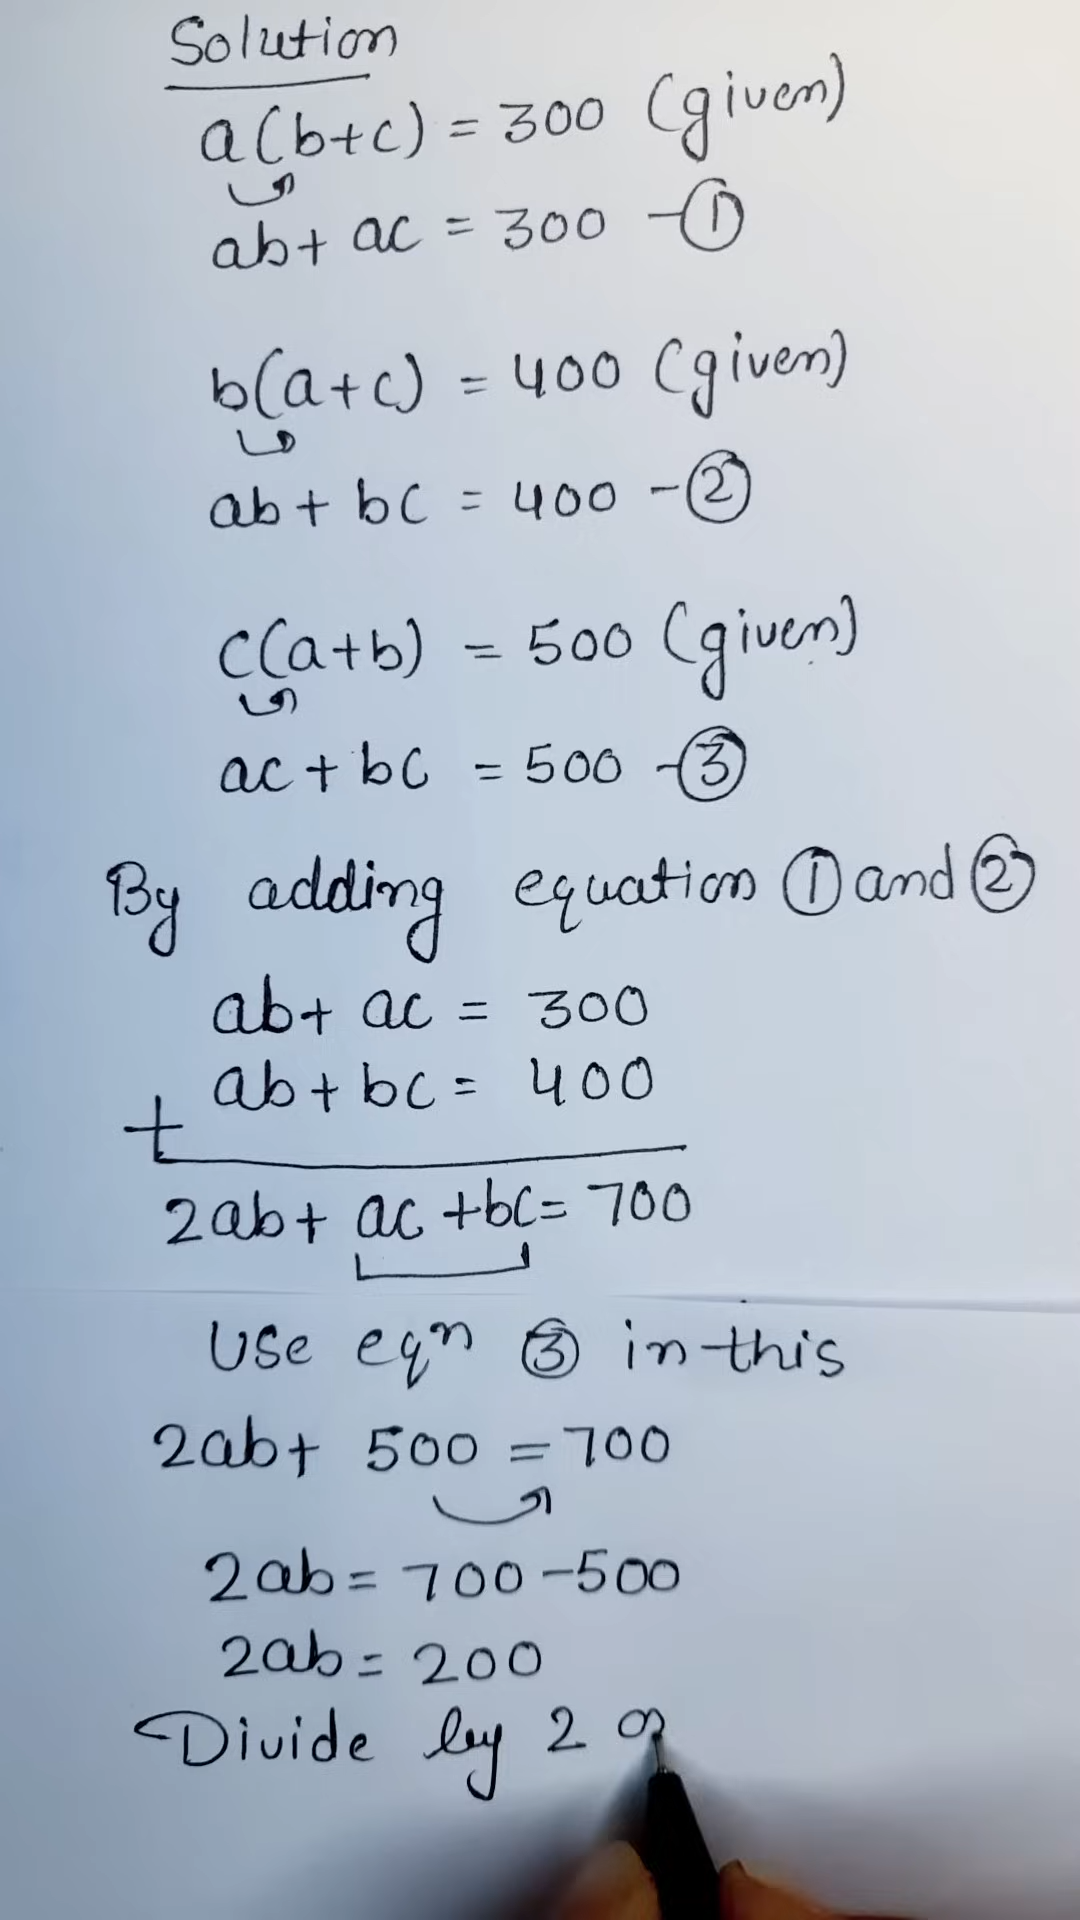 Solution
a(b+c) = 300 (given)
ab+ ac = 300 -①
b(a+c) = 400 (given)
ab+ bc = 400 -②
c(a+b) = 500 (given)
ac + bc = 500 -③
By adding equation ① and ②
ab+ ac = 300
ab+bc = 400
+
2ab+ ac +bc= 700
Use eqn ③ in this
2ab+ 500 = 700
2ab= 700-500
2ab= 200
Divide by 2 on